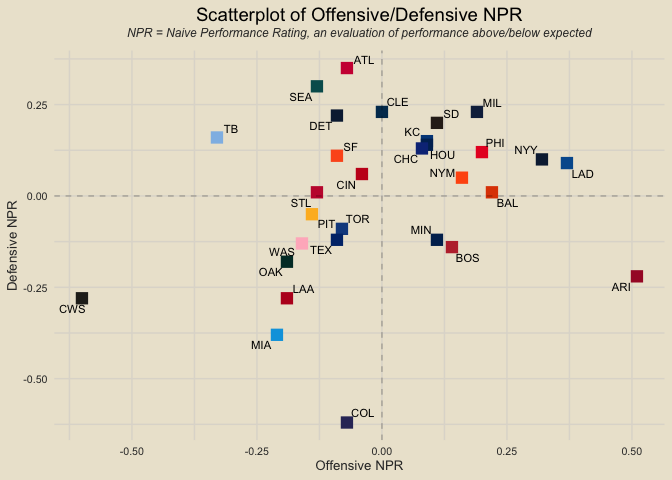 Scatterplot of Offensive/Defensive NPR
NPR = Naive Performance Rating, an evaluation of performance above/below expected
ATL
SEA
CLE
MIL
DET
SD
TB
KC
SF
PHI
NYY
CHC
HOU
LAD
CIN
NYM
STL
BAL
PIT
TOR
MIN
WAS
TEX
BOS
OAK
ARI
LAA
CWS
MIA
COL
0.25
0.00
-0.25
-0.50
Defensive NPR
-0.50
-0.25
0.00
0.25
0.50
Offensive NPR